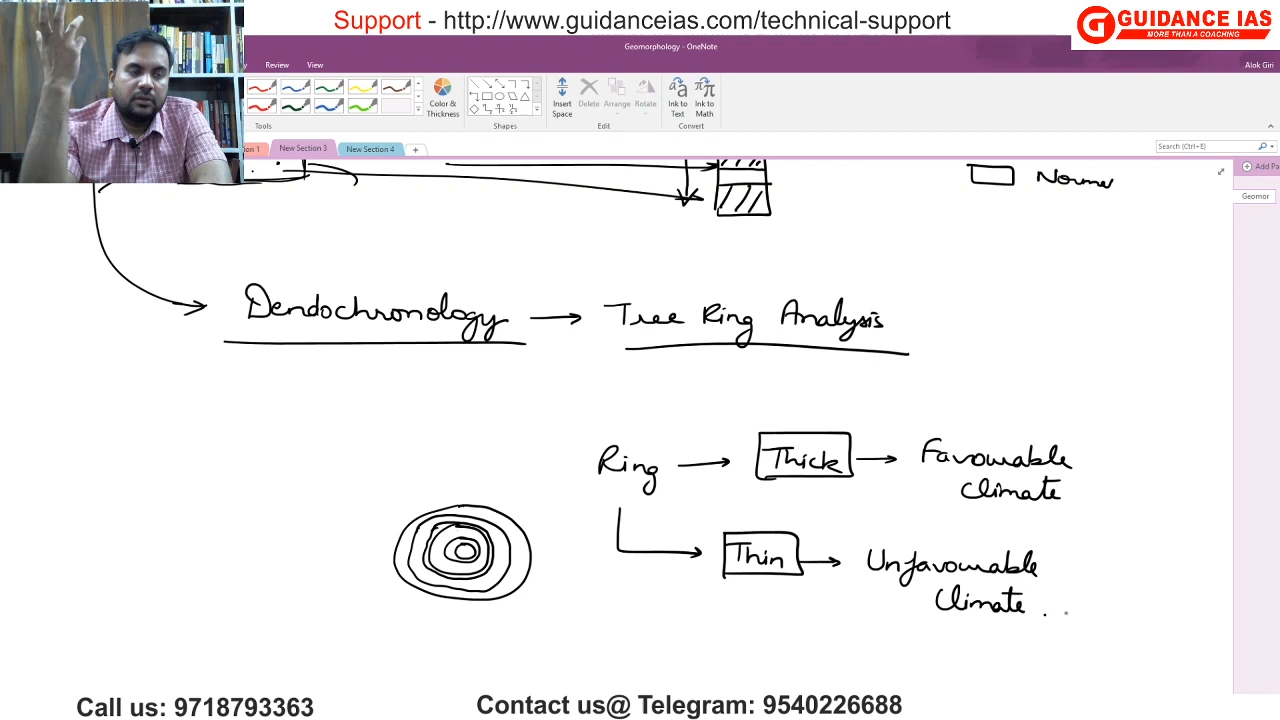 Support - http://www.guidanceias.com/technical-support
GUIDANCE IAS
MORE THAN A COACHING
Geomorphology - OneNote
Review View
Alok Giri
Color & Thickness
Insert Space
Delete
Arrange
Rotate
Ink to Text
Ink to Math
Tools
Shapes
Edit
Convert
New Section 3
New Section 4
Search (Ctrl+E)
Geomor
Dendochronology → Tree Ring Analysis
Ring → Thick → Favourable
Climate
Thin → Unfavourable
Climate .
Call us: 9718793363
Contact us@ Telegram: 9540226688